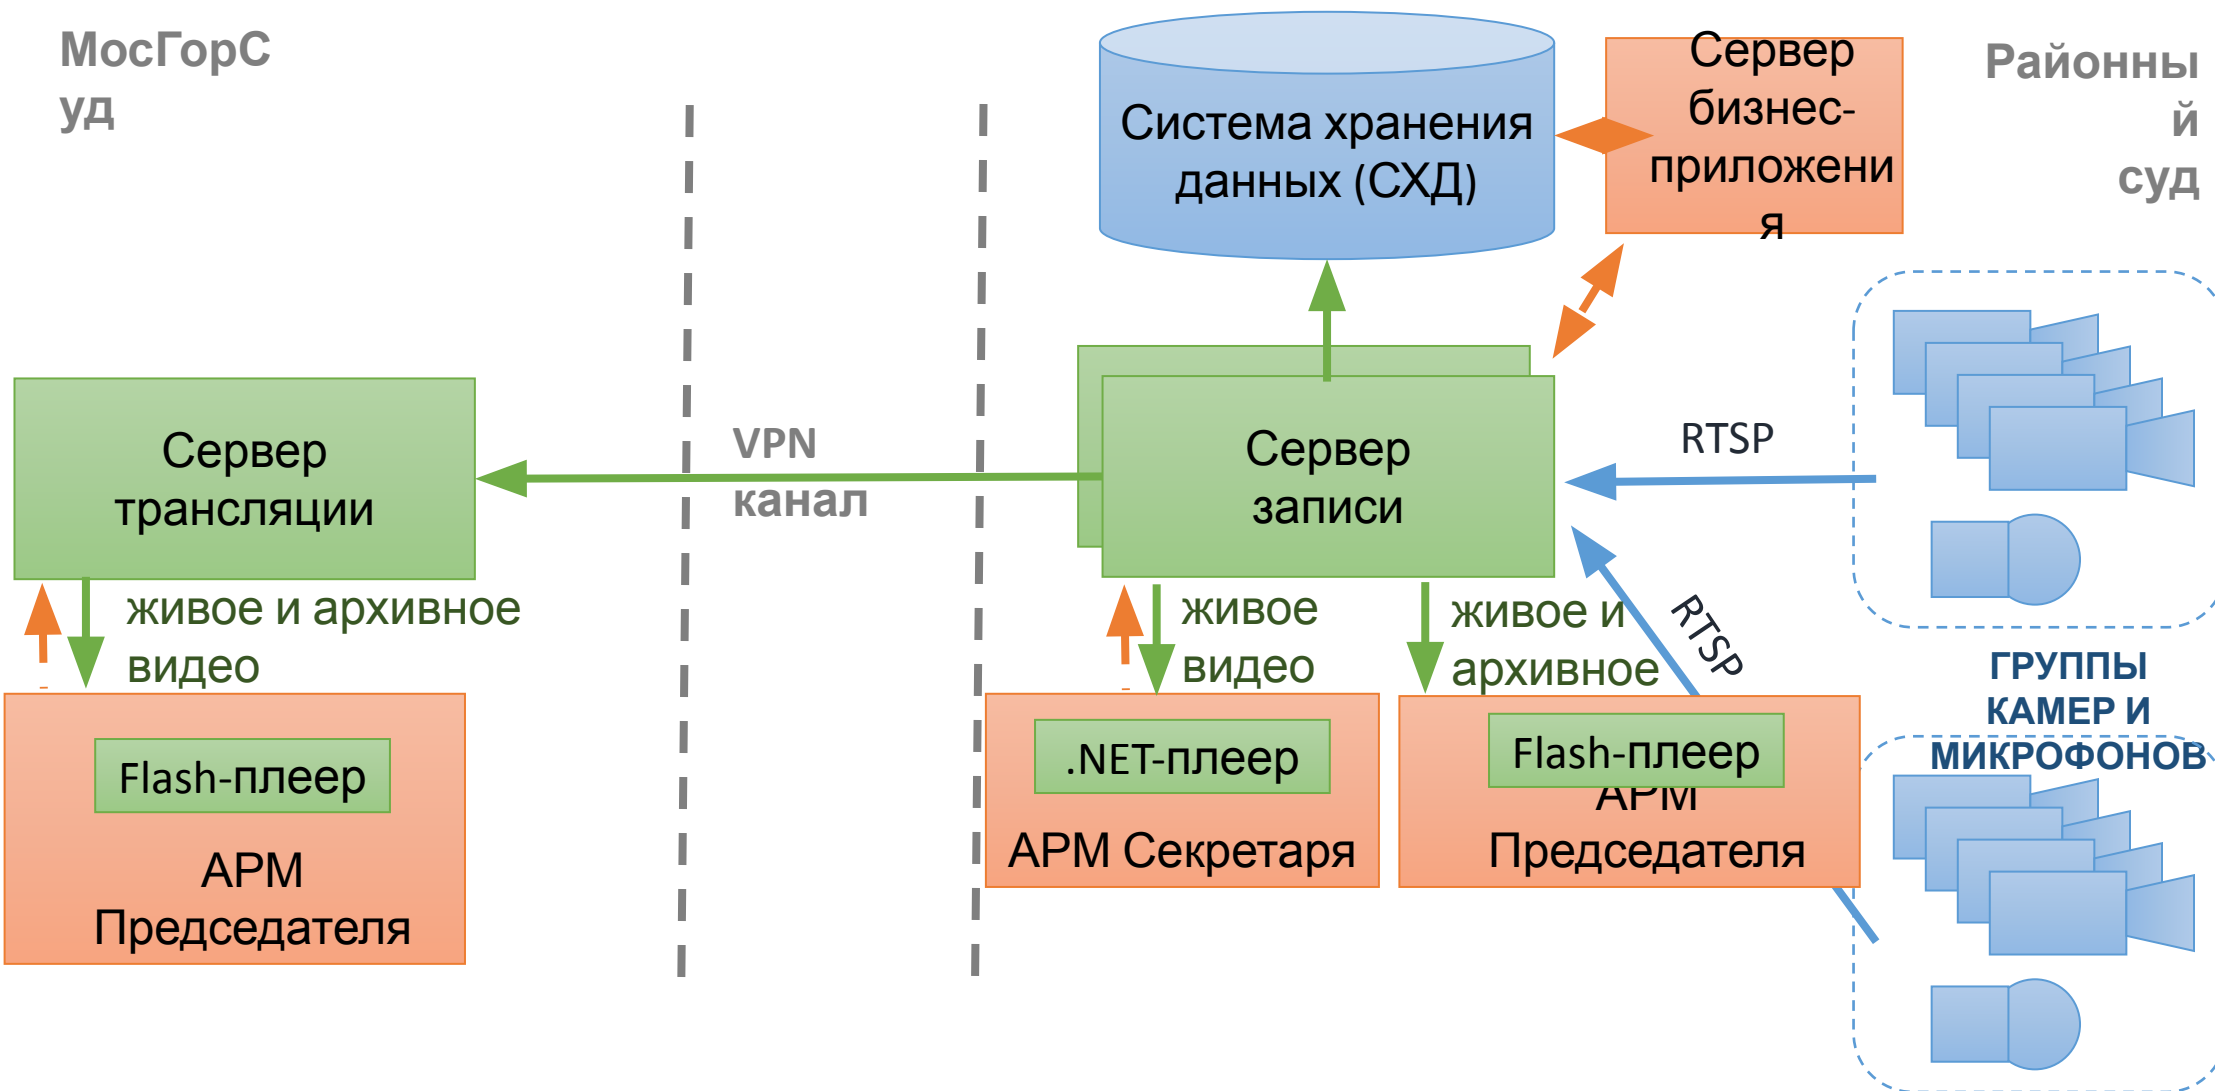 МосГорС
уд
Система хранения
данных (СХД)
Сервер
бизнес-
приложени
я
Районны
й
суд
Сервер
трансляции
VPN
канал
Сервер
записи
RTSP
RTSP
живое и архивное
видео
живое
видео
живое и
архивное
ГРУППЫ
КАМЕР И
МИКРОФОНОВ
Flash-плеер
АРМ
Председателя
.NET-плеер
АРМ Секретаря
Flash-плеер
АРМ
Председателя